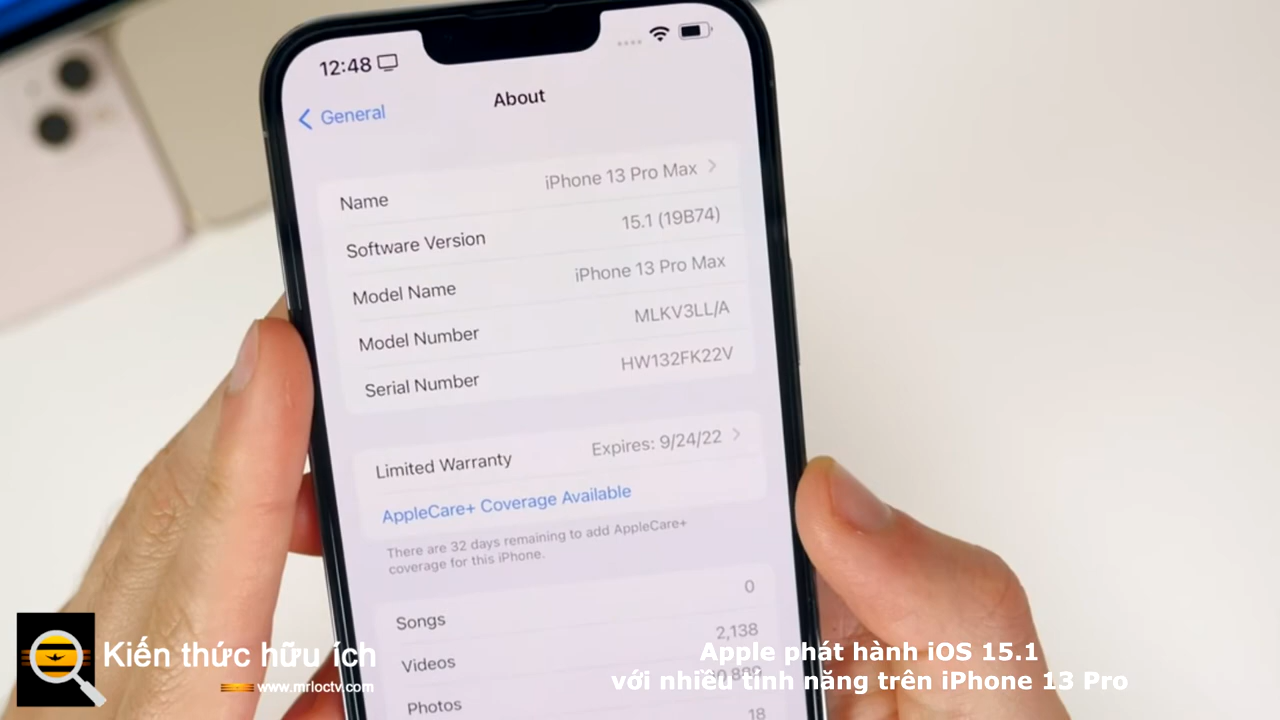 12:48
General
About
Name iPhone 13 Pro Max
Software Version 15.1 (19B74)
Model Name iPhone 13 Pro Max
Model Number MLKV3LL/A
Serial Number HW132FK22V
Limited Warranty Expires: 9/24/22
AppleCare+ Coverage Available
There are 32 days remaining to add AppleCare+
coverage for this iPhone.
Songs 0
Videos 2,138
Photos
18
Kiến thức hữu ích
www.mrloctv.com
Apple phát hành iOS 15.1
với nhiều tính năng trên iPhone 13 Pro